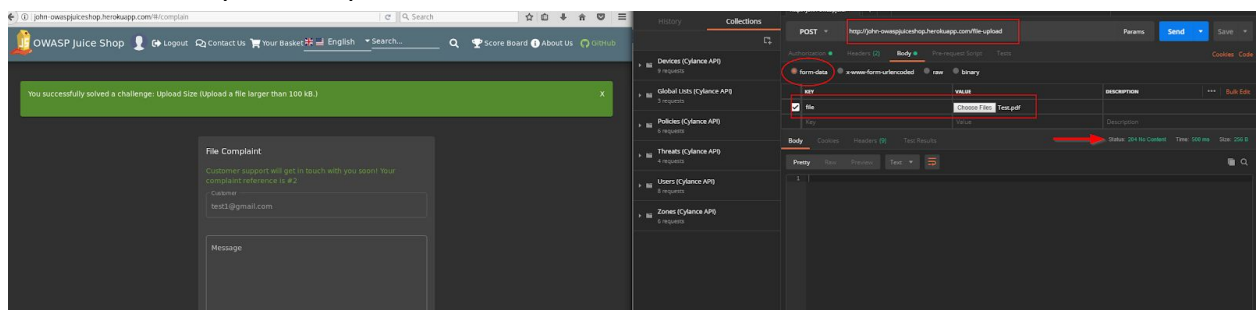 john-owaspjuiceshop.herokuapp.com/#/complain
Search
OWASP Juice Shop Logout Contact Us Your Basket English Search... Score Board About Us GitHub
You successfully solved a challenge: Upload Size (Upload a file larger than 100 kB.) X
File Complaint
Customer support will get in touch with you soon! Your
complaint reference is #2
Customer
test1@gmail.com
Message
History Collections
Devices (Cylance API)
9 requests
Global Lists (Cylance API)
3 requests
Policies (Cylance API)
6 requests
Threats (Cylance API)
4 requests
Users (Cylance API)
8 requests
Zones (Cylance API)
6 requests
POST http://john-owaspjuiceshop.herokuapp.com/file-upload Params Send Save
Authorization Headers (2) Body Pre-request Script Tests Cookies Code
form-data x-www-form-urlencoded raw binary
KEY VALUE DESCRIPTION Bulk Edit
file Choose Files Test.pdf
Key Value Description
Body Cookies Headers (9) Test Results Status: 204 No Content Time: 500 ms Size: 256 B
Pretty Raw Preview Text
1